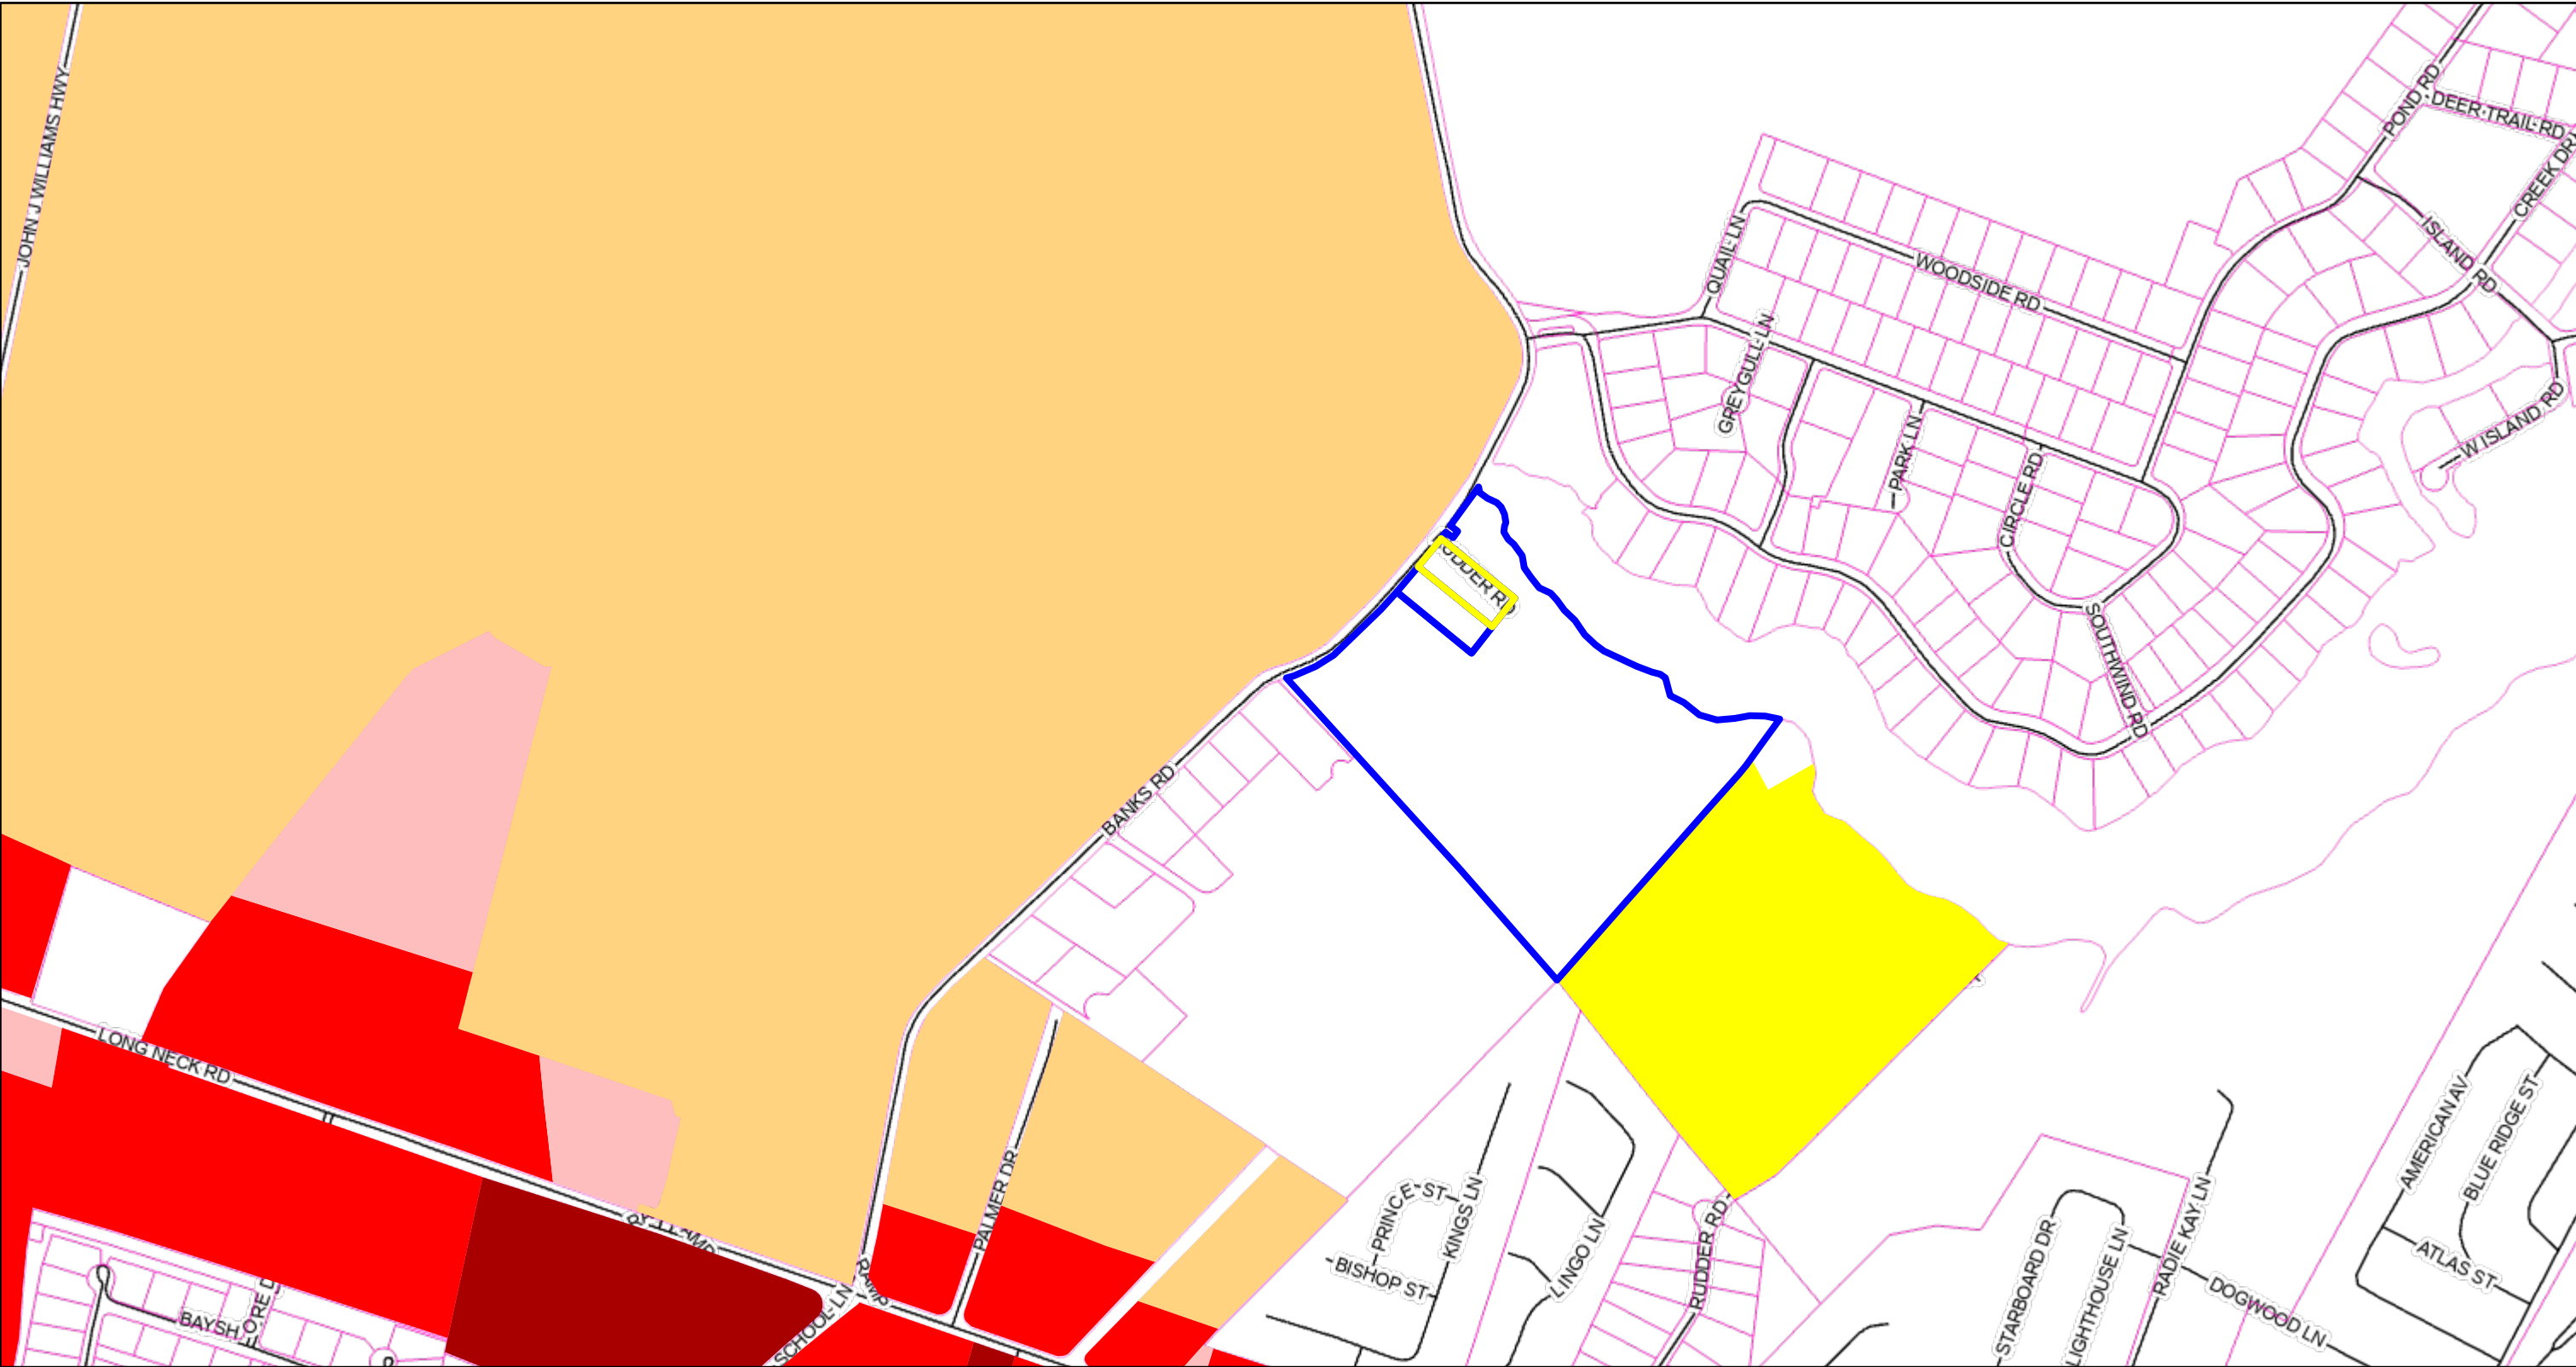 JOHN J WILLIAMS HWY
POND RD
DEER TRAIL RD
CREEK DR
ISLAND RD
QUAIL LN
WOODSIDE RD
GREYGULL LN
W ISLAND RD
PARK LN
CIRCLE RD
SOUTHWIND RD
BANKS RD
LONG NECK RD
PALMER DR
RAMP
SCHOOL LN
PRINCE ST
KINGS LN
BISHOP ST
LINGO LN
RUDDER RD
STARBOARD DR
LIGHTHOUSE LN
RADIE KAY LN
DOGWOOD LN
AMERICAN AV
BLUE RIDGE ST
ATLAS ST